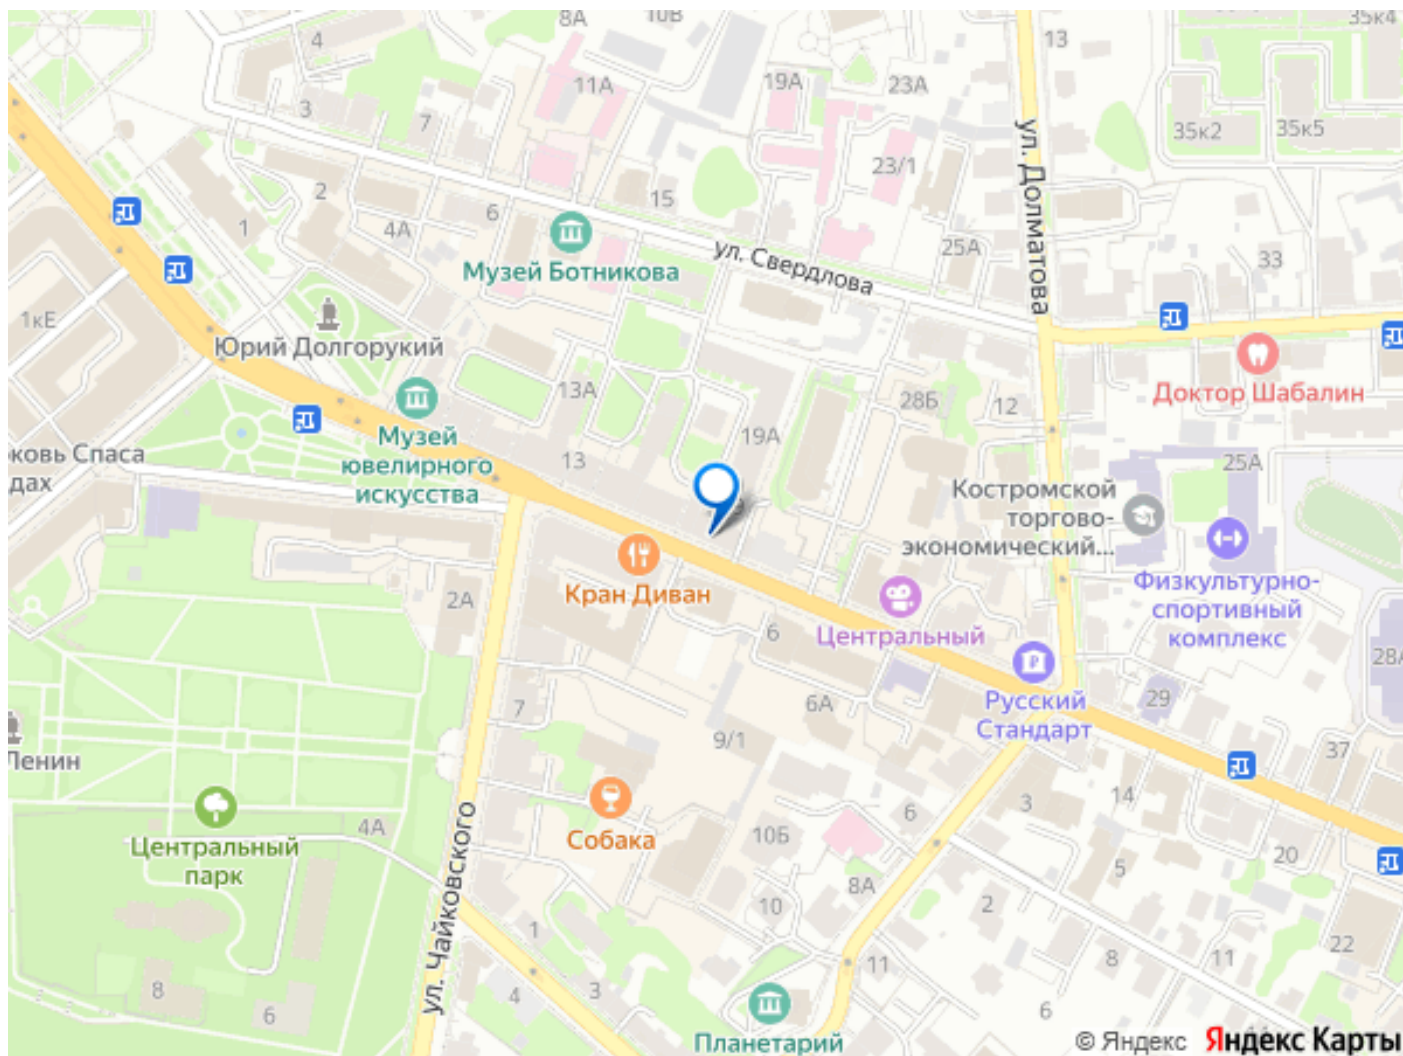 8А
10В
35к4
4
13
11А
19А
23А
3
7
35к2
35к5
ул. Долматова
23/1
2
15
6
1
4А
Музей Ботникова
ул. Свердлова
25А
33
1кЕ
Юрий Долгорукий
13А
28Б
12
Доктор Шабалин
Музей
ювелирного
искусства
19А
13
ковь Спаса
дах
25А
Костромской
торгово-
экономический...
Кран Диван
2А
Физкультурно-
спортивный
комплекс
6
Центральный
28А
7
6А
Русский
Стандарт
29
9/1
37
Ленин
14
3
6
4А
Собака
10Б
Центральный
парк
5
20
8А
ул. Чайковского
10
2
1
22
11
8
11
8
6
4
3
6
Планетарий
© Яндекс Яндекс Карты